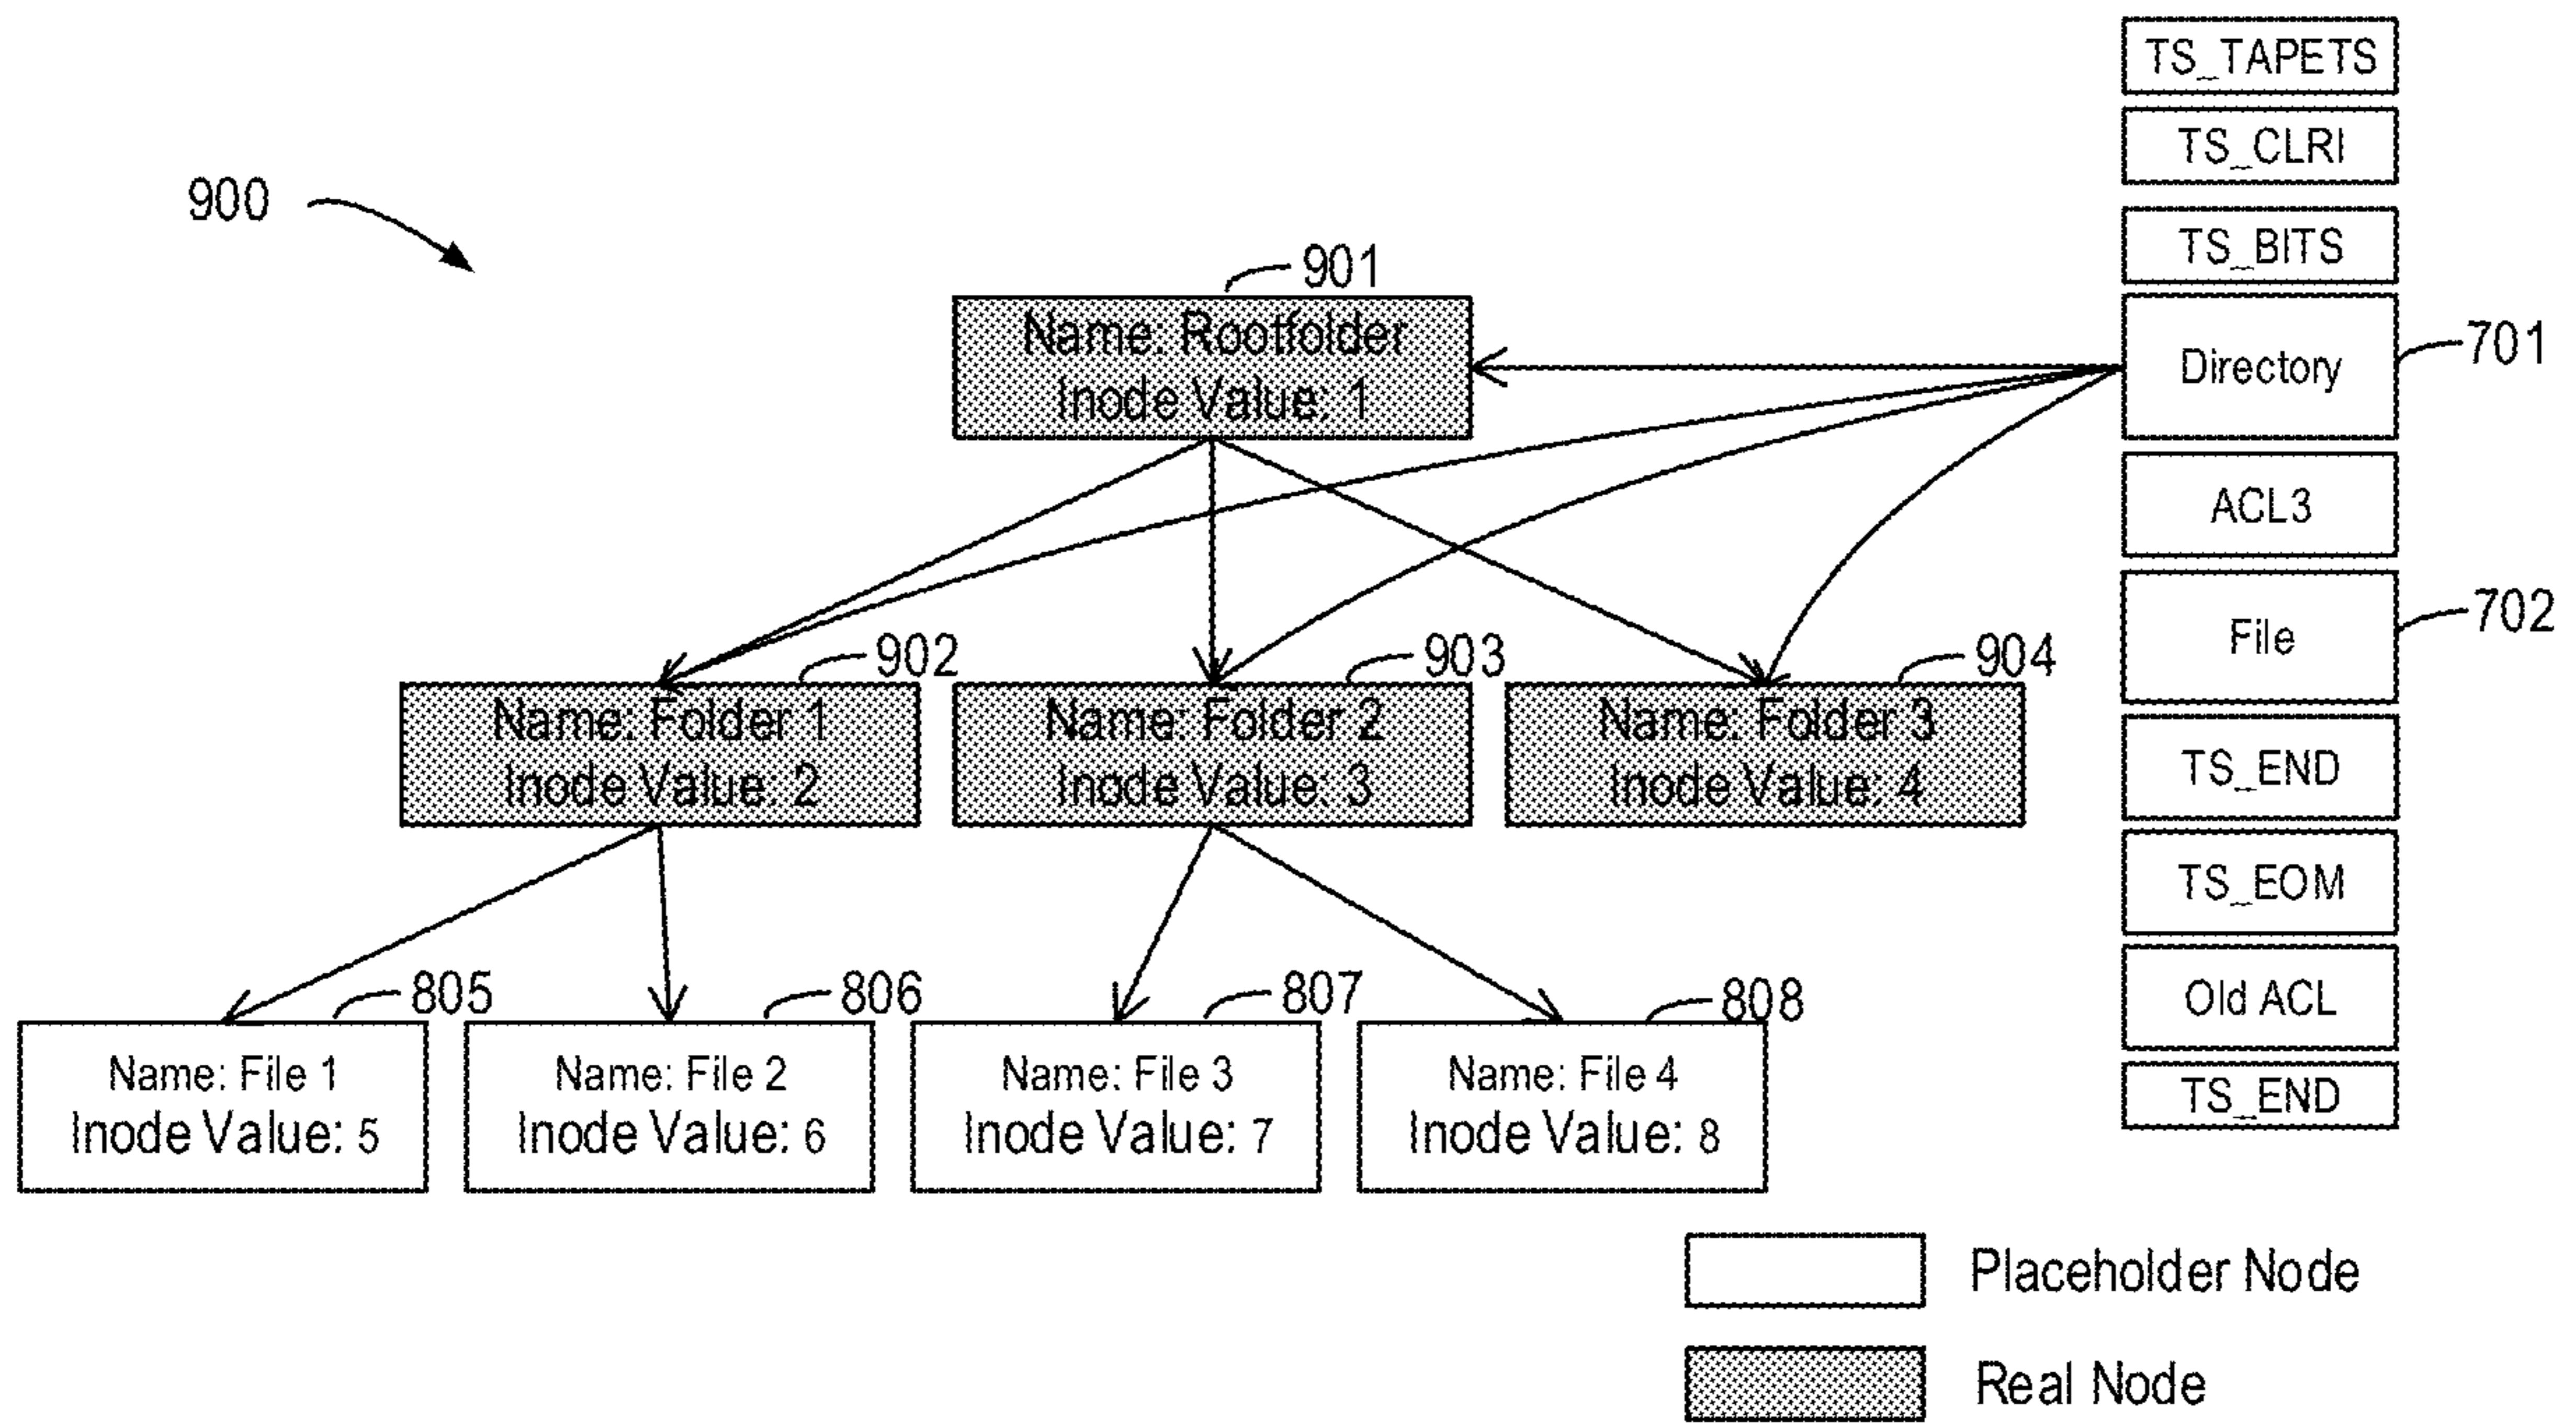 TS_TAPETS
TS_CLRI
900
TS_BITS
901
Name: Rootfolder
Inode Value: 1
Directory
701
ACL3
File
702
902
903
904
Name: Folder 1
Inode Value: 2
Name: Folder 2
Inode Value: 3
Name: Folder 3
Inode Value: 4
TS_END
TS_EOM
Old ACL
TS_END
805
806
807
808
Name: File 1
Inode Value: 5
Name: File 2
Inode Value: 6
Name: File 3
Inode Value: 7
Name: File 4
Inode Value: 8
Placeholder Node
Real Node